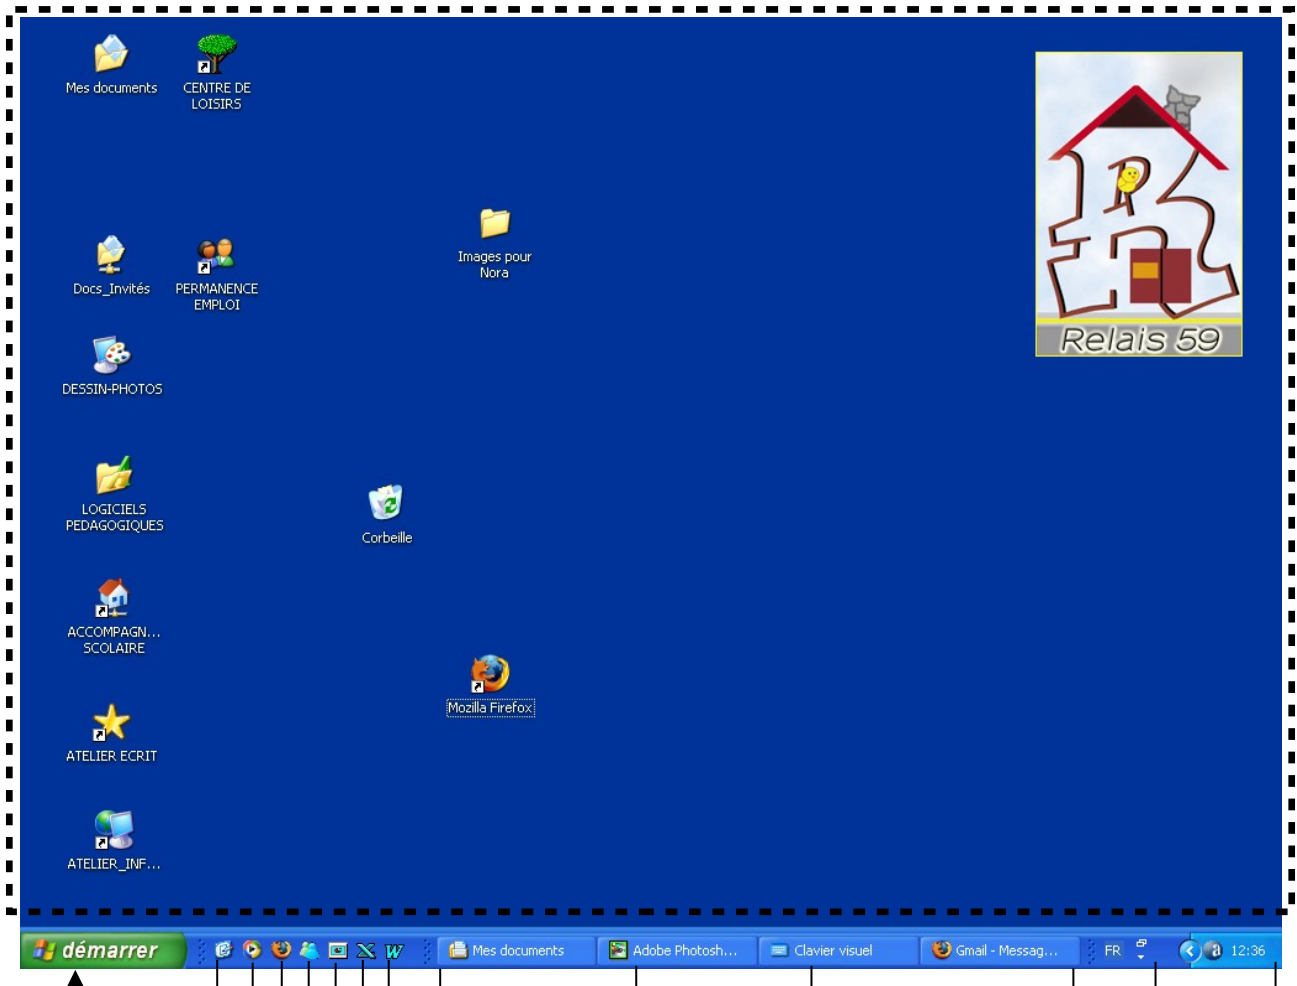 Mes documents
CENTRE DE
LOISIRS
Images pour
Nora
Docs_Invités
PERMANENCE
EMPLOI
Relais 59
DESSIN-PHOTOS
LOGICIELS
PEDAGOGIQUES
Corbeille
ACCOMPAGN...
SCOLAIRE
Mozilla Firefox
ATELIER ECRIT
ATELIER_INF...
démarrer
Mes documents
Adobe Photosh...
Clavier visuel
Gmail - Messag...
FR
12:36